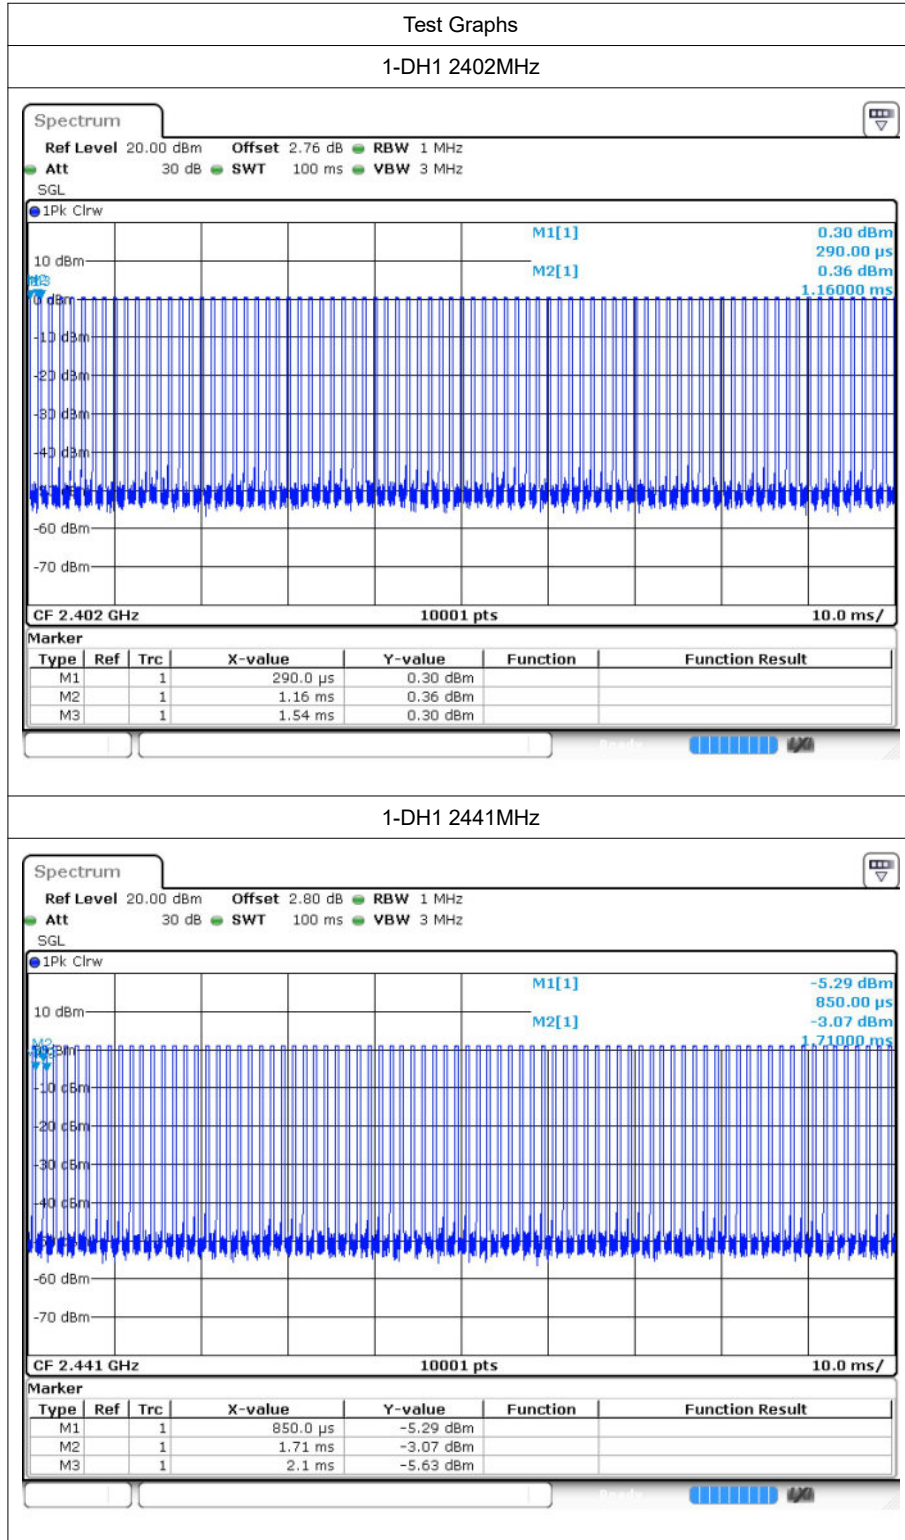 Test Graphs
1-DH1 2402MHz
Spectrum
Ref Level 20.00 dBm Offset 2.76 dB RBW 1 MHz
Att 30 dB SWT 100 ms VBW 3 MHz
SGL
1Pk Clrw
M1[1] 0.30 dBm
290.00 µs
10 dBm
M2[1] 0.36 dBm
1.16000 ms
0 dBm
-10 dBm
-20 dBm
-30 dBm
-40 dBm
-60 dBm
-70 dBm
CF 2.402 GHz 10001 pts 10.0 ms/
Marker
Type Ref Trc X-value Y-value Function Function Result
M1 1 290.0 µs 0.30 dBm
M2 1 1.16 ms 0.36 dBm
M3 1 1.54 ms 0.30 dBm
Ready
1-DH1 2441MHz
Spectrum
Ref Level 20.00 dBm Offset 2.80 dB RBW 1 MHz
Att 30 dB SWT 100 ms VBW 3 MHz
SGL
1Pk Clrw
M1[1] -5.29 dBm
850.00 µs
10 dBm
M2[1] -3.07 dBm
M2
1.71000 ms
-10 dBm
-20 dBm
-30 dBm
-40 dBm
-60 dBm
-70 dBm
CF 2.441 GHz 10001 pts 10.0 ms/
Marker
Type Ref Trc X-value Y-value Function Function Result
M1 1 850.0 µs -5.29 dBm
M2 1 1.71 ms -3.07 dBm
M3 1 2.1 ms -5.63 dBm
Ready